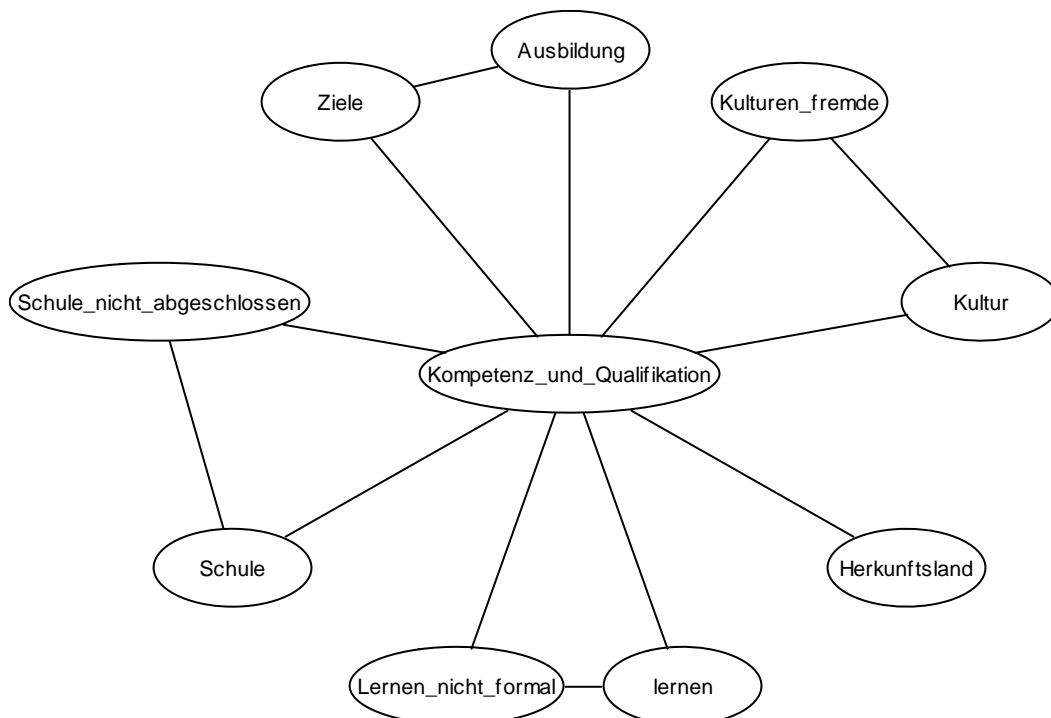 Ausbildung
Ziele
Kulturen_fremde
Schule_nicht_abgeschlossen
Kultur
Kompetenz_und_Qualifikation
Schule
Herkunftsland
Lernen_nicht_formal
lernen